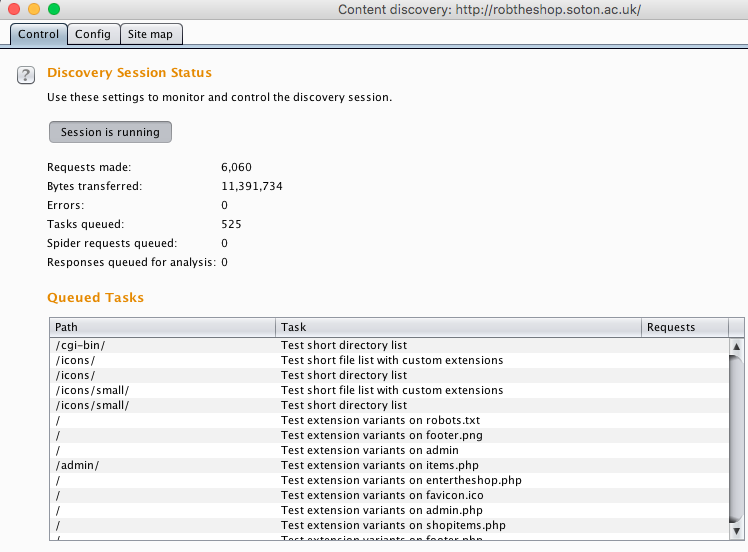 Content discovery: http://robtheshop.soton.ac.uk/
Control Config Site map
?
Discovery Session Status
Use these settings to monitor and control the discovery session.
Session is running
Requests made: 6,060
Bytes transferred: 11,391,734
Errors: 0
Tasks queued: 525
Spider requests queued: 0
Responses queued for analysis: 0
Queued Tasks
Path Task Requests
/cgi-bin/ Test short directory list
/icons/ Test short file list with custom extensions
/icons/ Test short directory list
/icons/small/ Test short file list with custom extensions
/icons/small/ Test short directory list
/ Test extension variants on robots.txt
/ Test extension variants on footer.png
/ Test extension variants on admin
/admin/ Test extension variants on items.php
/ Test extension variants on entertheshop.php
/ Test extension variants on favicon.ico
/ Test extension variants on admin.php
/ Test extension variants on shopitems.php
/ Test extension variants on footer.php